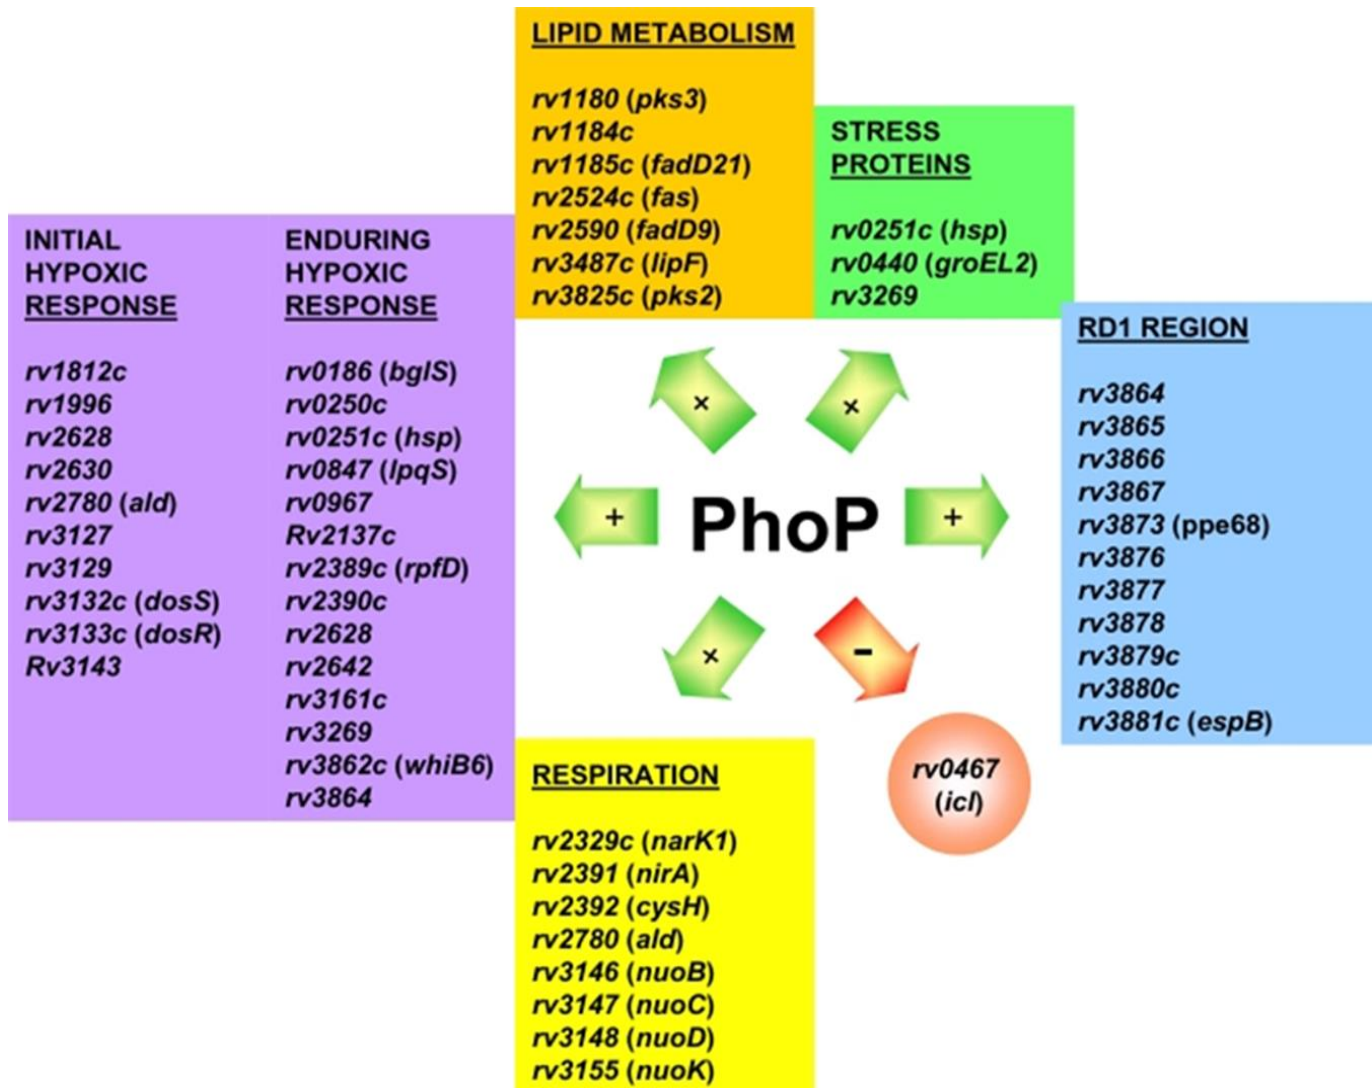 LIPID METABOLISM
rv1180 (pks3)
rv1184c
rv1185c (fadD21)
rv2524c (fas)
rv2590 (fadD9)
rv3487c (lipF)
rv3825c (pks2)
STRESS
PROTEINS
rv0251c (hsp)
rv0440 (groEL2)
rv3269
INITIAL
HYPOXIC
RESPONSE
rv1812c
rv1996
rv2628
rv2630
rv2780 (ald)
rv3127
rv3129
rv3132c (dosS)
rv3133c (dosR)
Rv3143
ENDURING
HYPOXIC
RESPONSE
rv0186 (bglS)
rv0250c
rv0251c (hsp)
rv0847 (lpqS)
rv0967
Rv2137c
rv2389c (rpfD)
rv2390c
rv2628
rv2642
rv3161c
rv3269
rv3862c (whiB6)
rv3864
RD1 REGION
rv3864
rv3865
rv3866
rv3867
rv3873 (ppe68)
rv3876
rv3877
rv3878
rv3879c
rv3880c
rv3881c (espB)
+
+
+
PhoP
+
+
-
rv0467
(icl)
RESPIRATION
rv2329c (narK1)
rv2391 (nirA)
rv2392 (cysH)
rv2780 (ald)
rv3146 (nuoB)
rv3147 (nuoC)
rv3148 (nuoD)
rv3155 (nuoK)